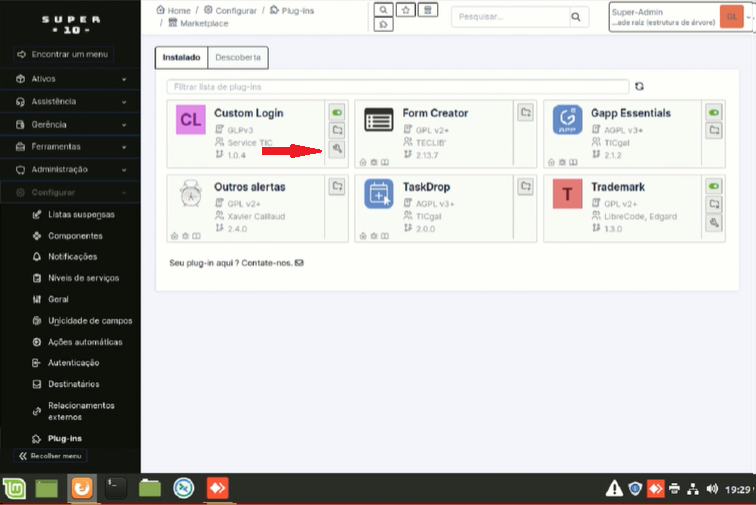 SUPER
- 10 -
Encontrar um menu
Ativos
Assistência
Gerência
Ferramentas
Administração
Configurar
Listas suspensas
Componentes
Notificações
Níveis de serviços
Geral
Unicidade de campos
Ações automáticas
Autenticação
Destinatários
Relacionamentos
externos
Plug-ins
Recolher menu
Home / Configurar / Plug-ins
/ Marketplace
Pesquisar...
Super-Admin
...ade raiz (estrutura de árvore)
GL
Instalado
Descoberta
Filtrar lista de plug-ins
CL
Custom Login
GLPv3
Service TIC
1.0.4
Form Creator
GPL v2+
TECLIB'
2.13.7
G
APP
Gapp Essentials
AGPL v3+
TICgal
2.1.2
Outros alertas
GPL v2+
Xavier Caillaud
2.4.0
TaskDrop
AGPL v3+
TICgal
2.0.0
T
Trademark
GPL v2+
LibreCode, Edgard
1.3.0
Seu plug-in aqui ? Contate-nos.
19:29